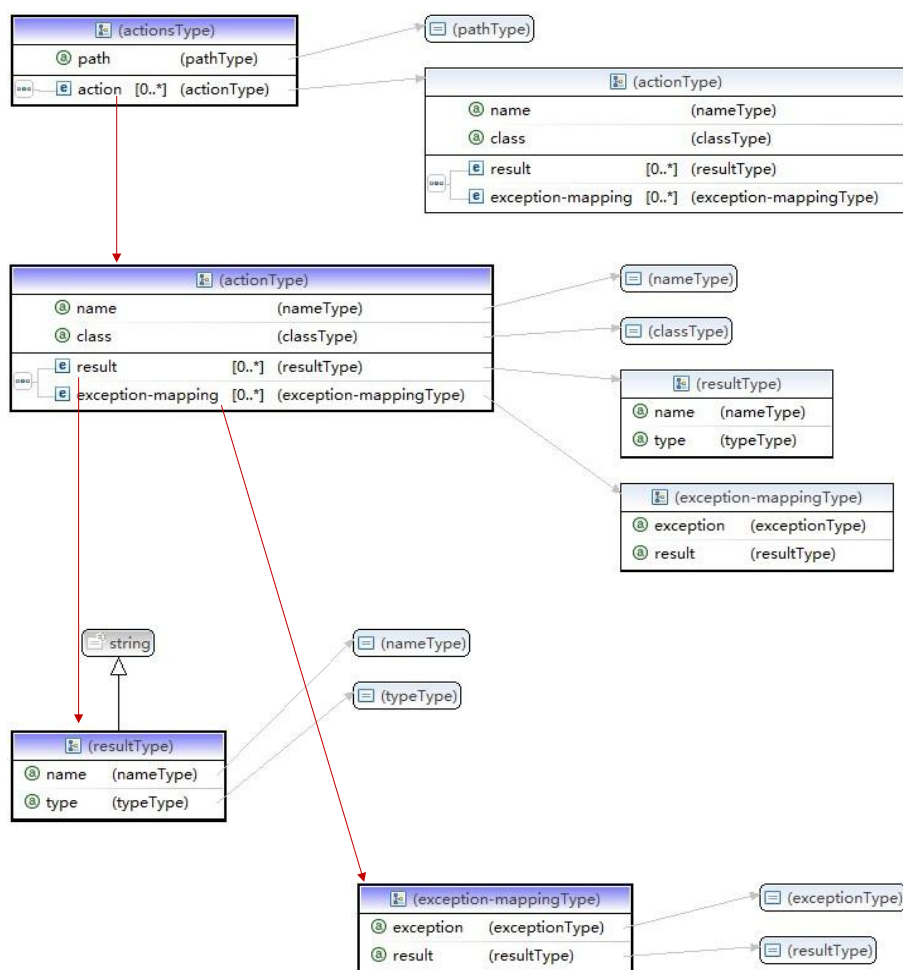 (actionsType)
path (pathType)
action [0..*] (actionType)
(pathType)
(actionType)
name (nameType)
class (classType)
result [0..*] (resultType)
exception-mapping [0..*] (exception-mappingType)
(actionType)
name (nameType)
class (classType)
result [0..*] (resultType)
exception-mapping [0..*] (exception-mappingType)
(nameType)
(classType)
(resultType)
name (nameType)
type (typeType)
(exception-mappingType)
exception (exceptionType)
result (resultType)
string
(nameType)
(typeType)
(resultType)
name (nameType)
type (typeType)
(exception-mappingType)
exception (exceptionType)
result (resultType)
(exceptionType)
(resultType)